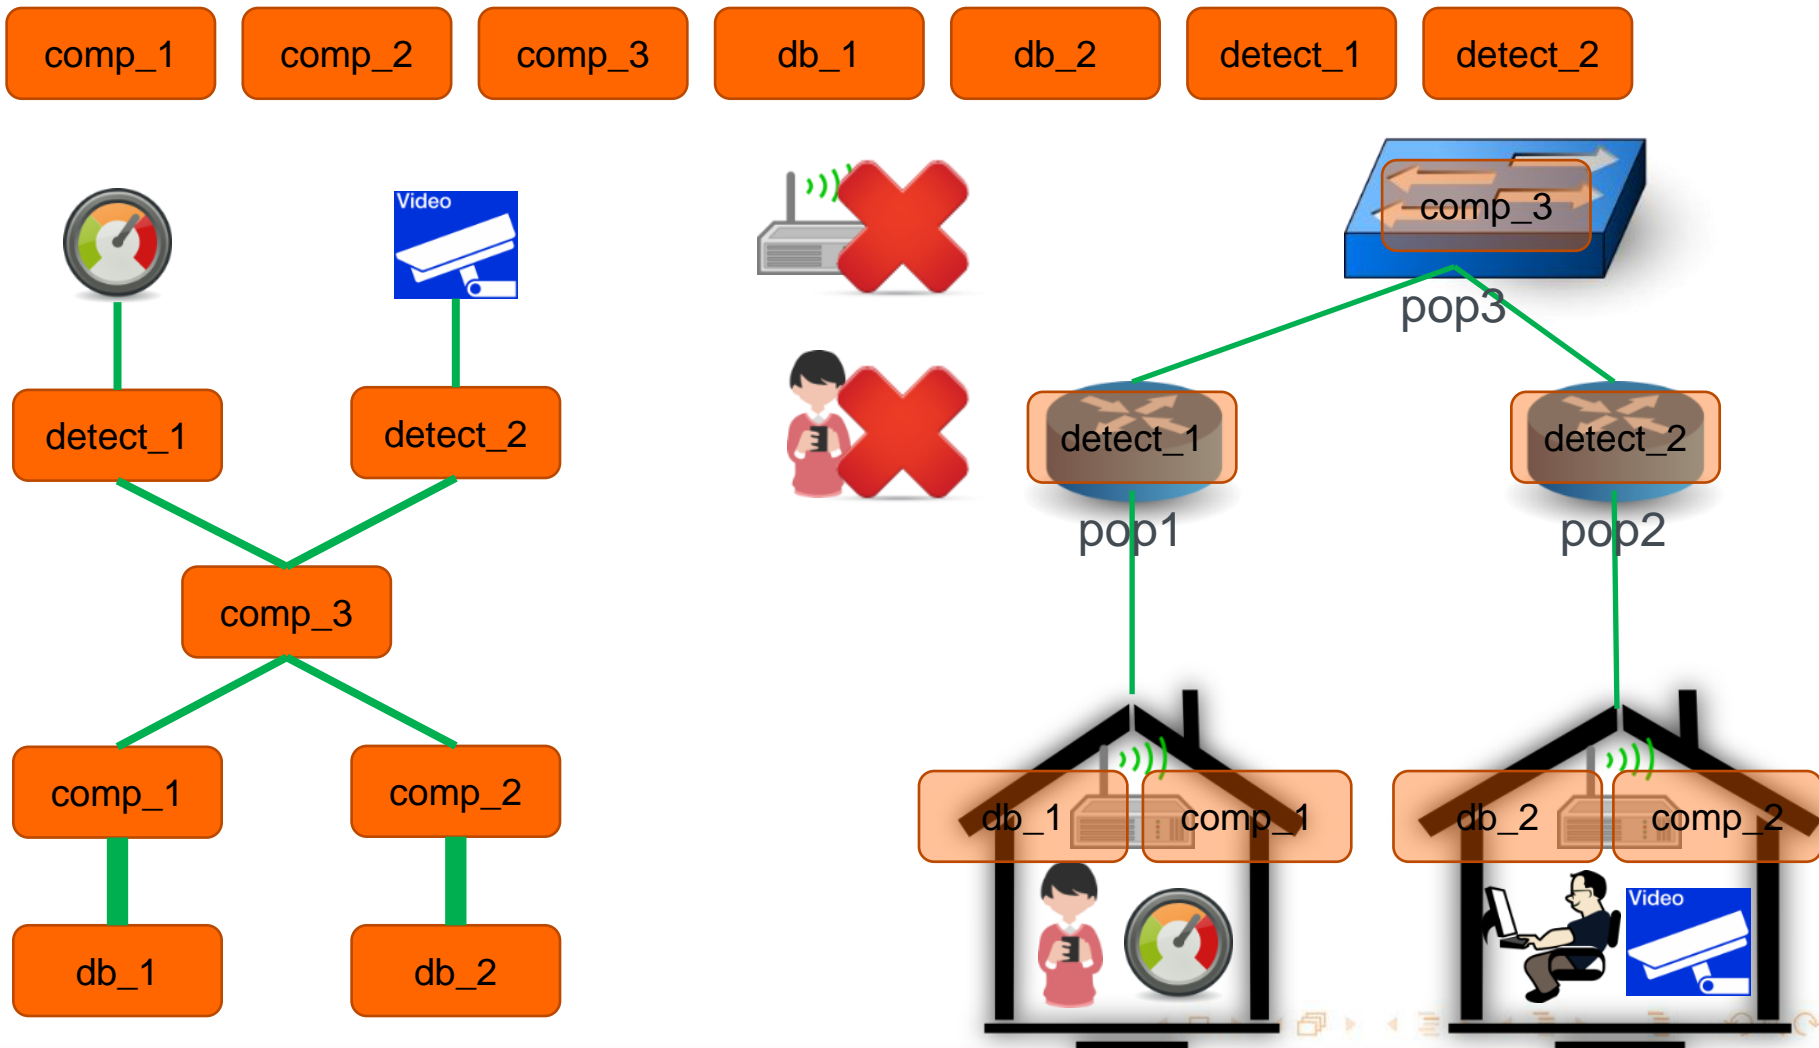 comp_1
comp_2
comp_3
db_1
db_2
detect_1
detect_2
Video
comp_3
pop3
detect_1
detect_2
detect_1
detect_2
pop1
pop2
comp_3
comp_1
comp_2
db_1
comp_1
db_2
comp_2
Video
db_1
db_2